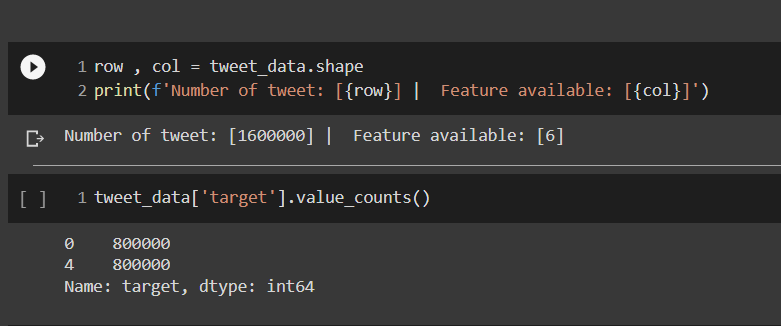 1 row , col = tweet_data.shape
2 print(f'Number of tweet: [{row}] |  Feature available: [{col}]')
Number of tweet: [1600000] |  Feature available: [6]
[ ] 1 tweet_data['target'].value_counts()
0    800000
4    800000
Name: target, dtype: int64